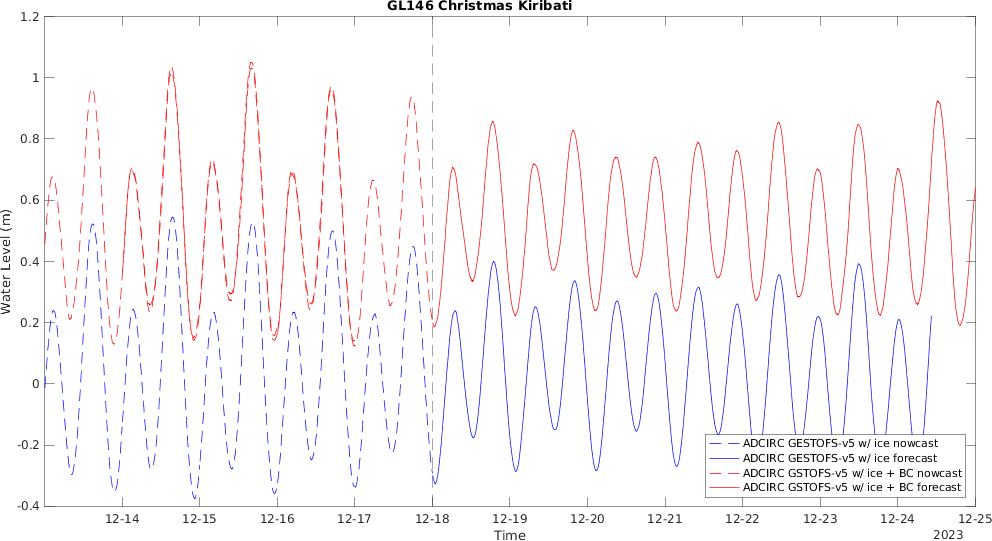 GL146 Christmas Kiribati
1.2
1
0.8
0.6
0.4
0.2
0
-0.2
-0.4
Water Level (m)
ADCIRC GESTOFS-v5 w/ ice nowcast
ADCIRC GESTOFS-v5 w/ ice forecast
ADCIRC GSTOFS-v5 w/ ice + BC nowcast
ADCIRC GSTOFS-v5 w/ ice + BC forecast
12-14 12-15 12-16 12-17 12-18 12-19 12-20 12-21 12-22 12-23 12-24 12-25
Time
2023